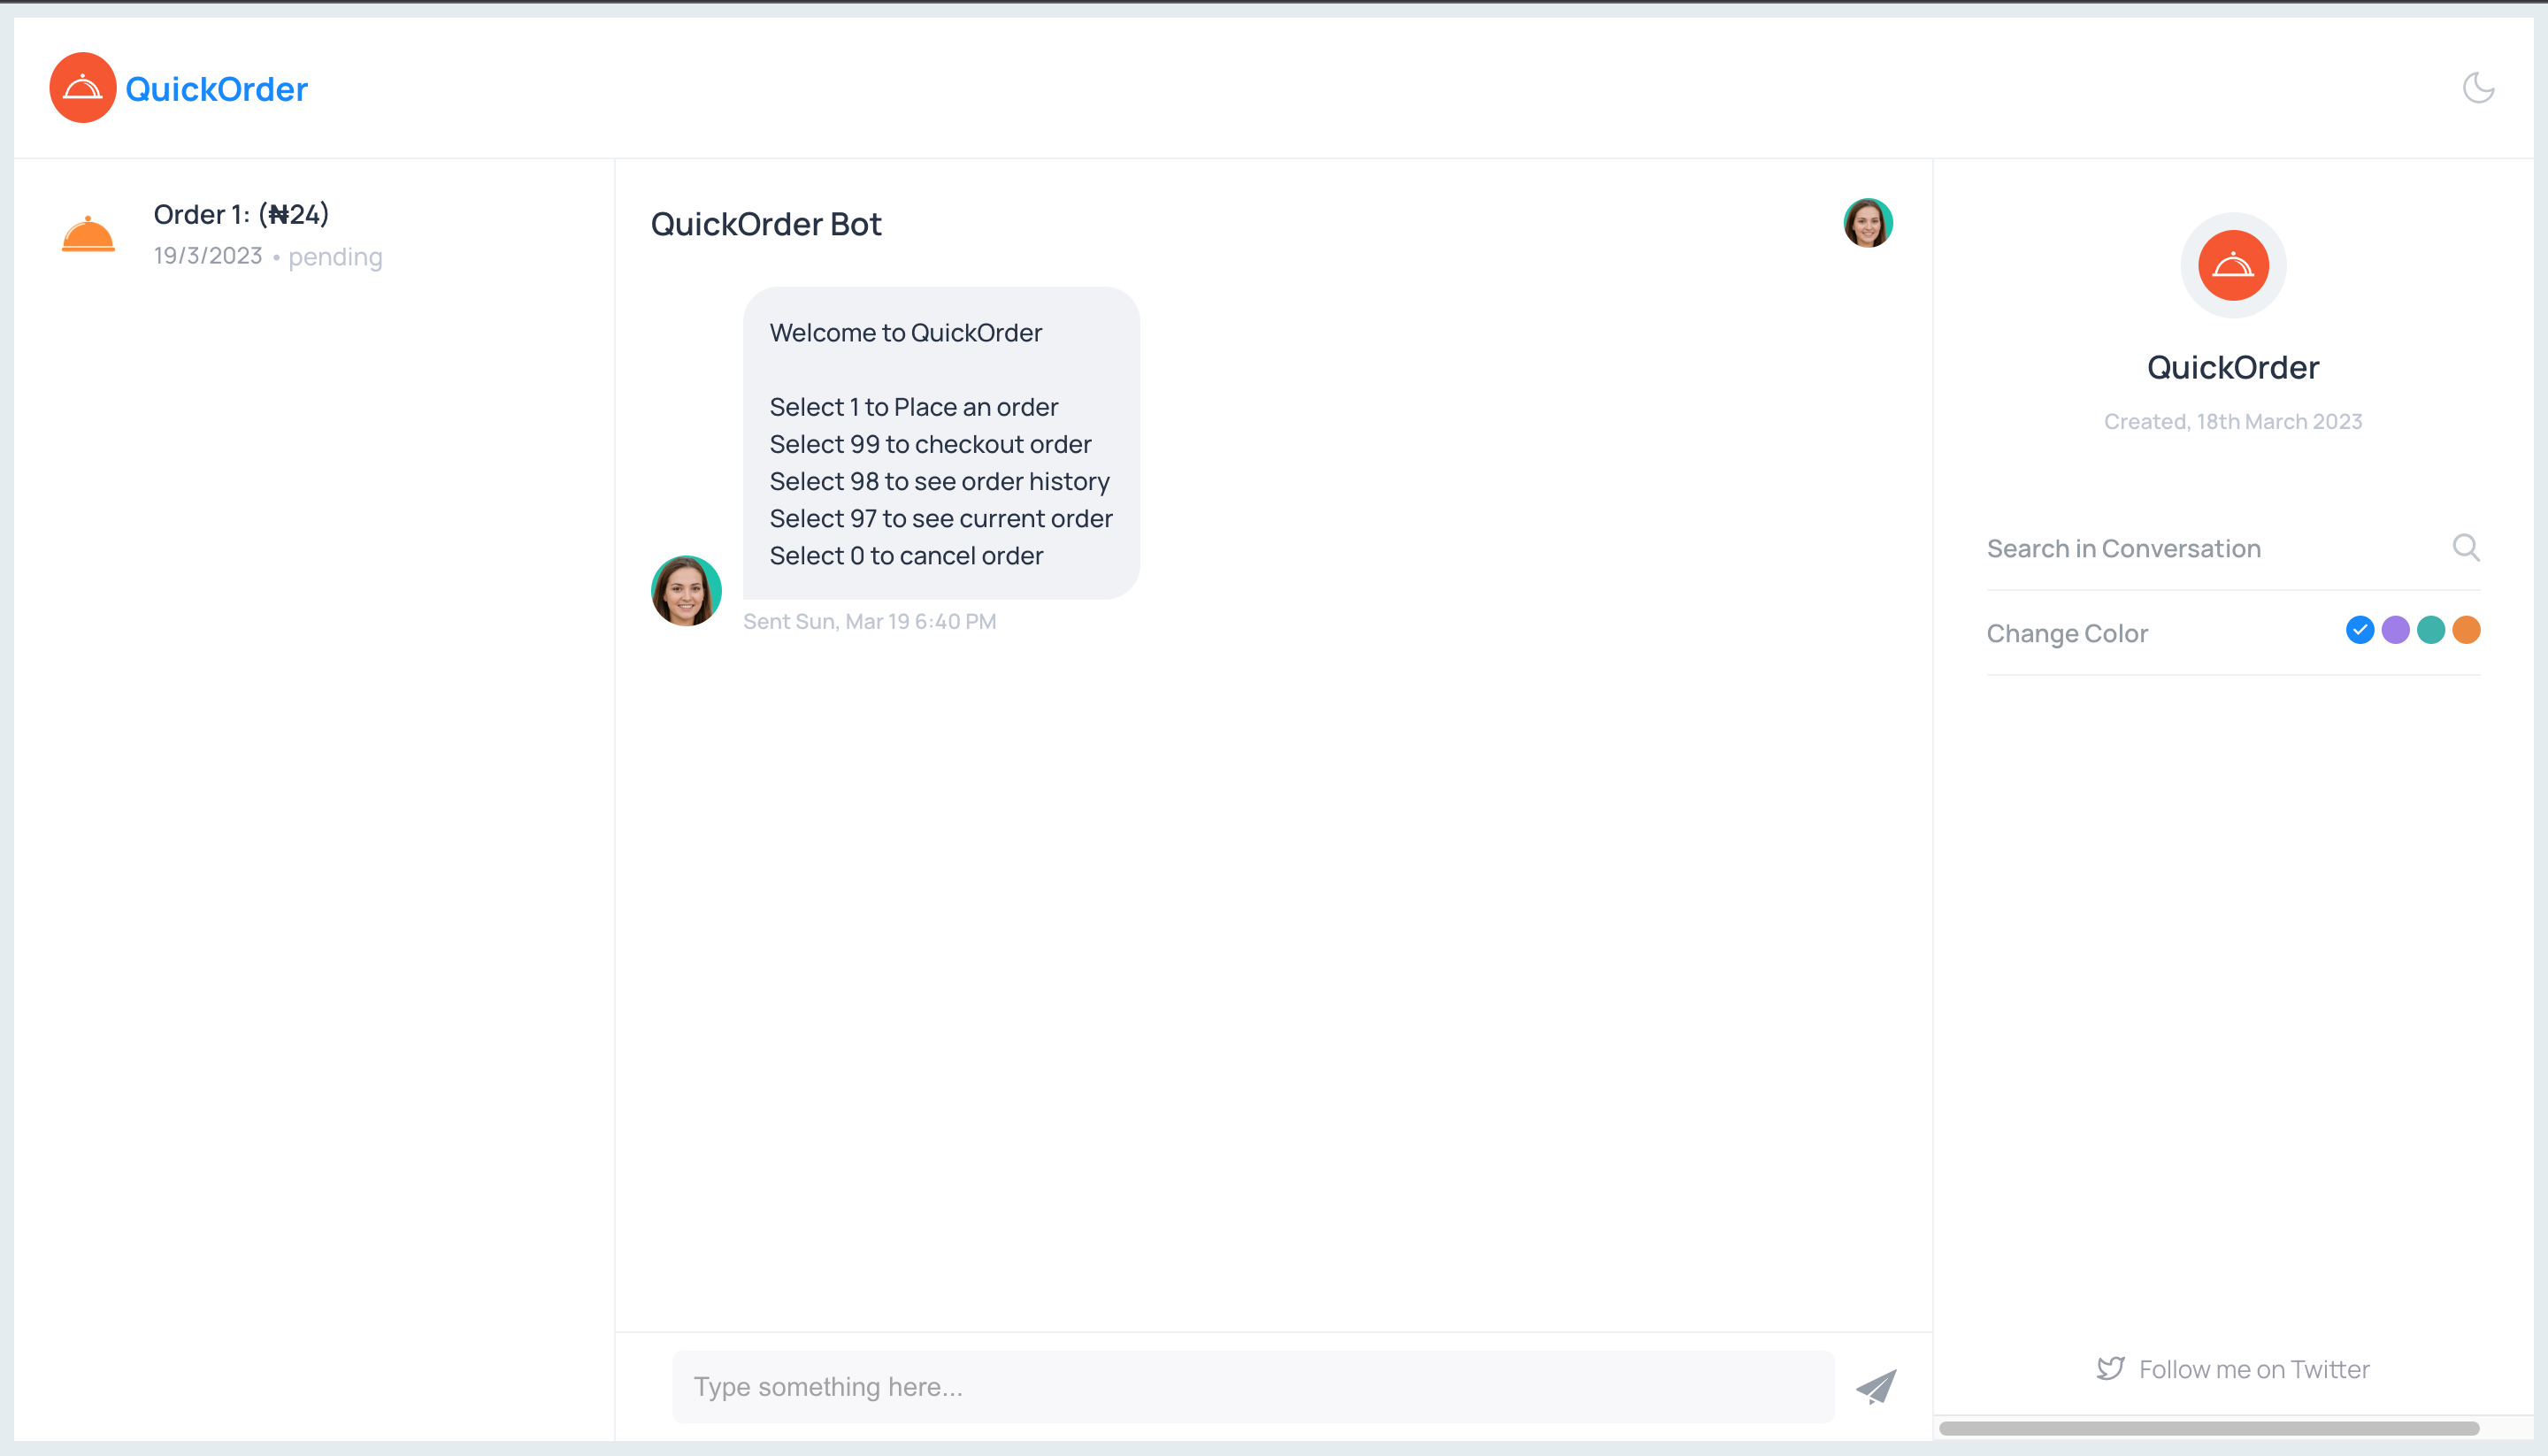 QuickOrder
Order 1: (₦24)
19/3/2023 • pending
QuickOrder Bot
Welcome to QuickOrder
Select 1 to Place an order
Select 99 to checkout order
Select 98 to see order history
Select 97 to see current order
Select 0 to cancel order
Sent Sun, Mar 19 6:40 PM
Type something here...
QuickOrder
Created, 18th March 2023
Search in Conversation
Change Color
Follow me on Twitter